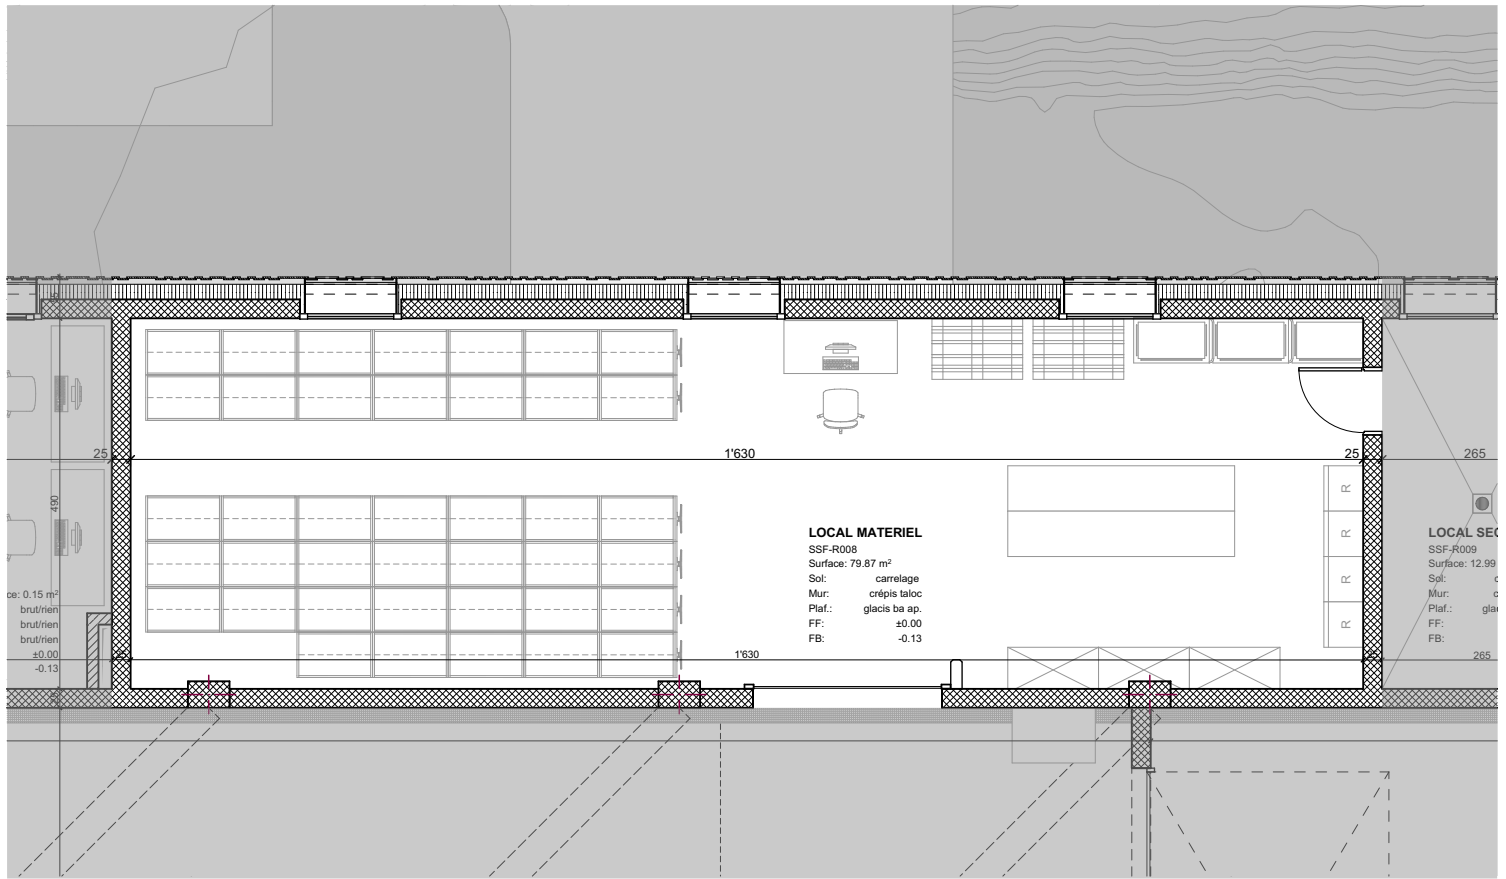 25
1'630
25
265
490
R
R
R
R
LOCAL MATERIEL
SSF-R008
Surface: 79.87 m²
Sol: carrelage
Mur: crépis taloc
Plaf.: glacis ba ap.
FF: ±0.00
FB: -0.13
LOCAL SEC
SSF-R009
Surface: 12.99
Sol: c
Mur: c
Plaf.: glac
FF:
FB:
ce: 0.15 m²
brut/rien
brut/rien
brut/rien
±0.00
-0.13
1'630
265